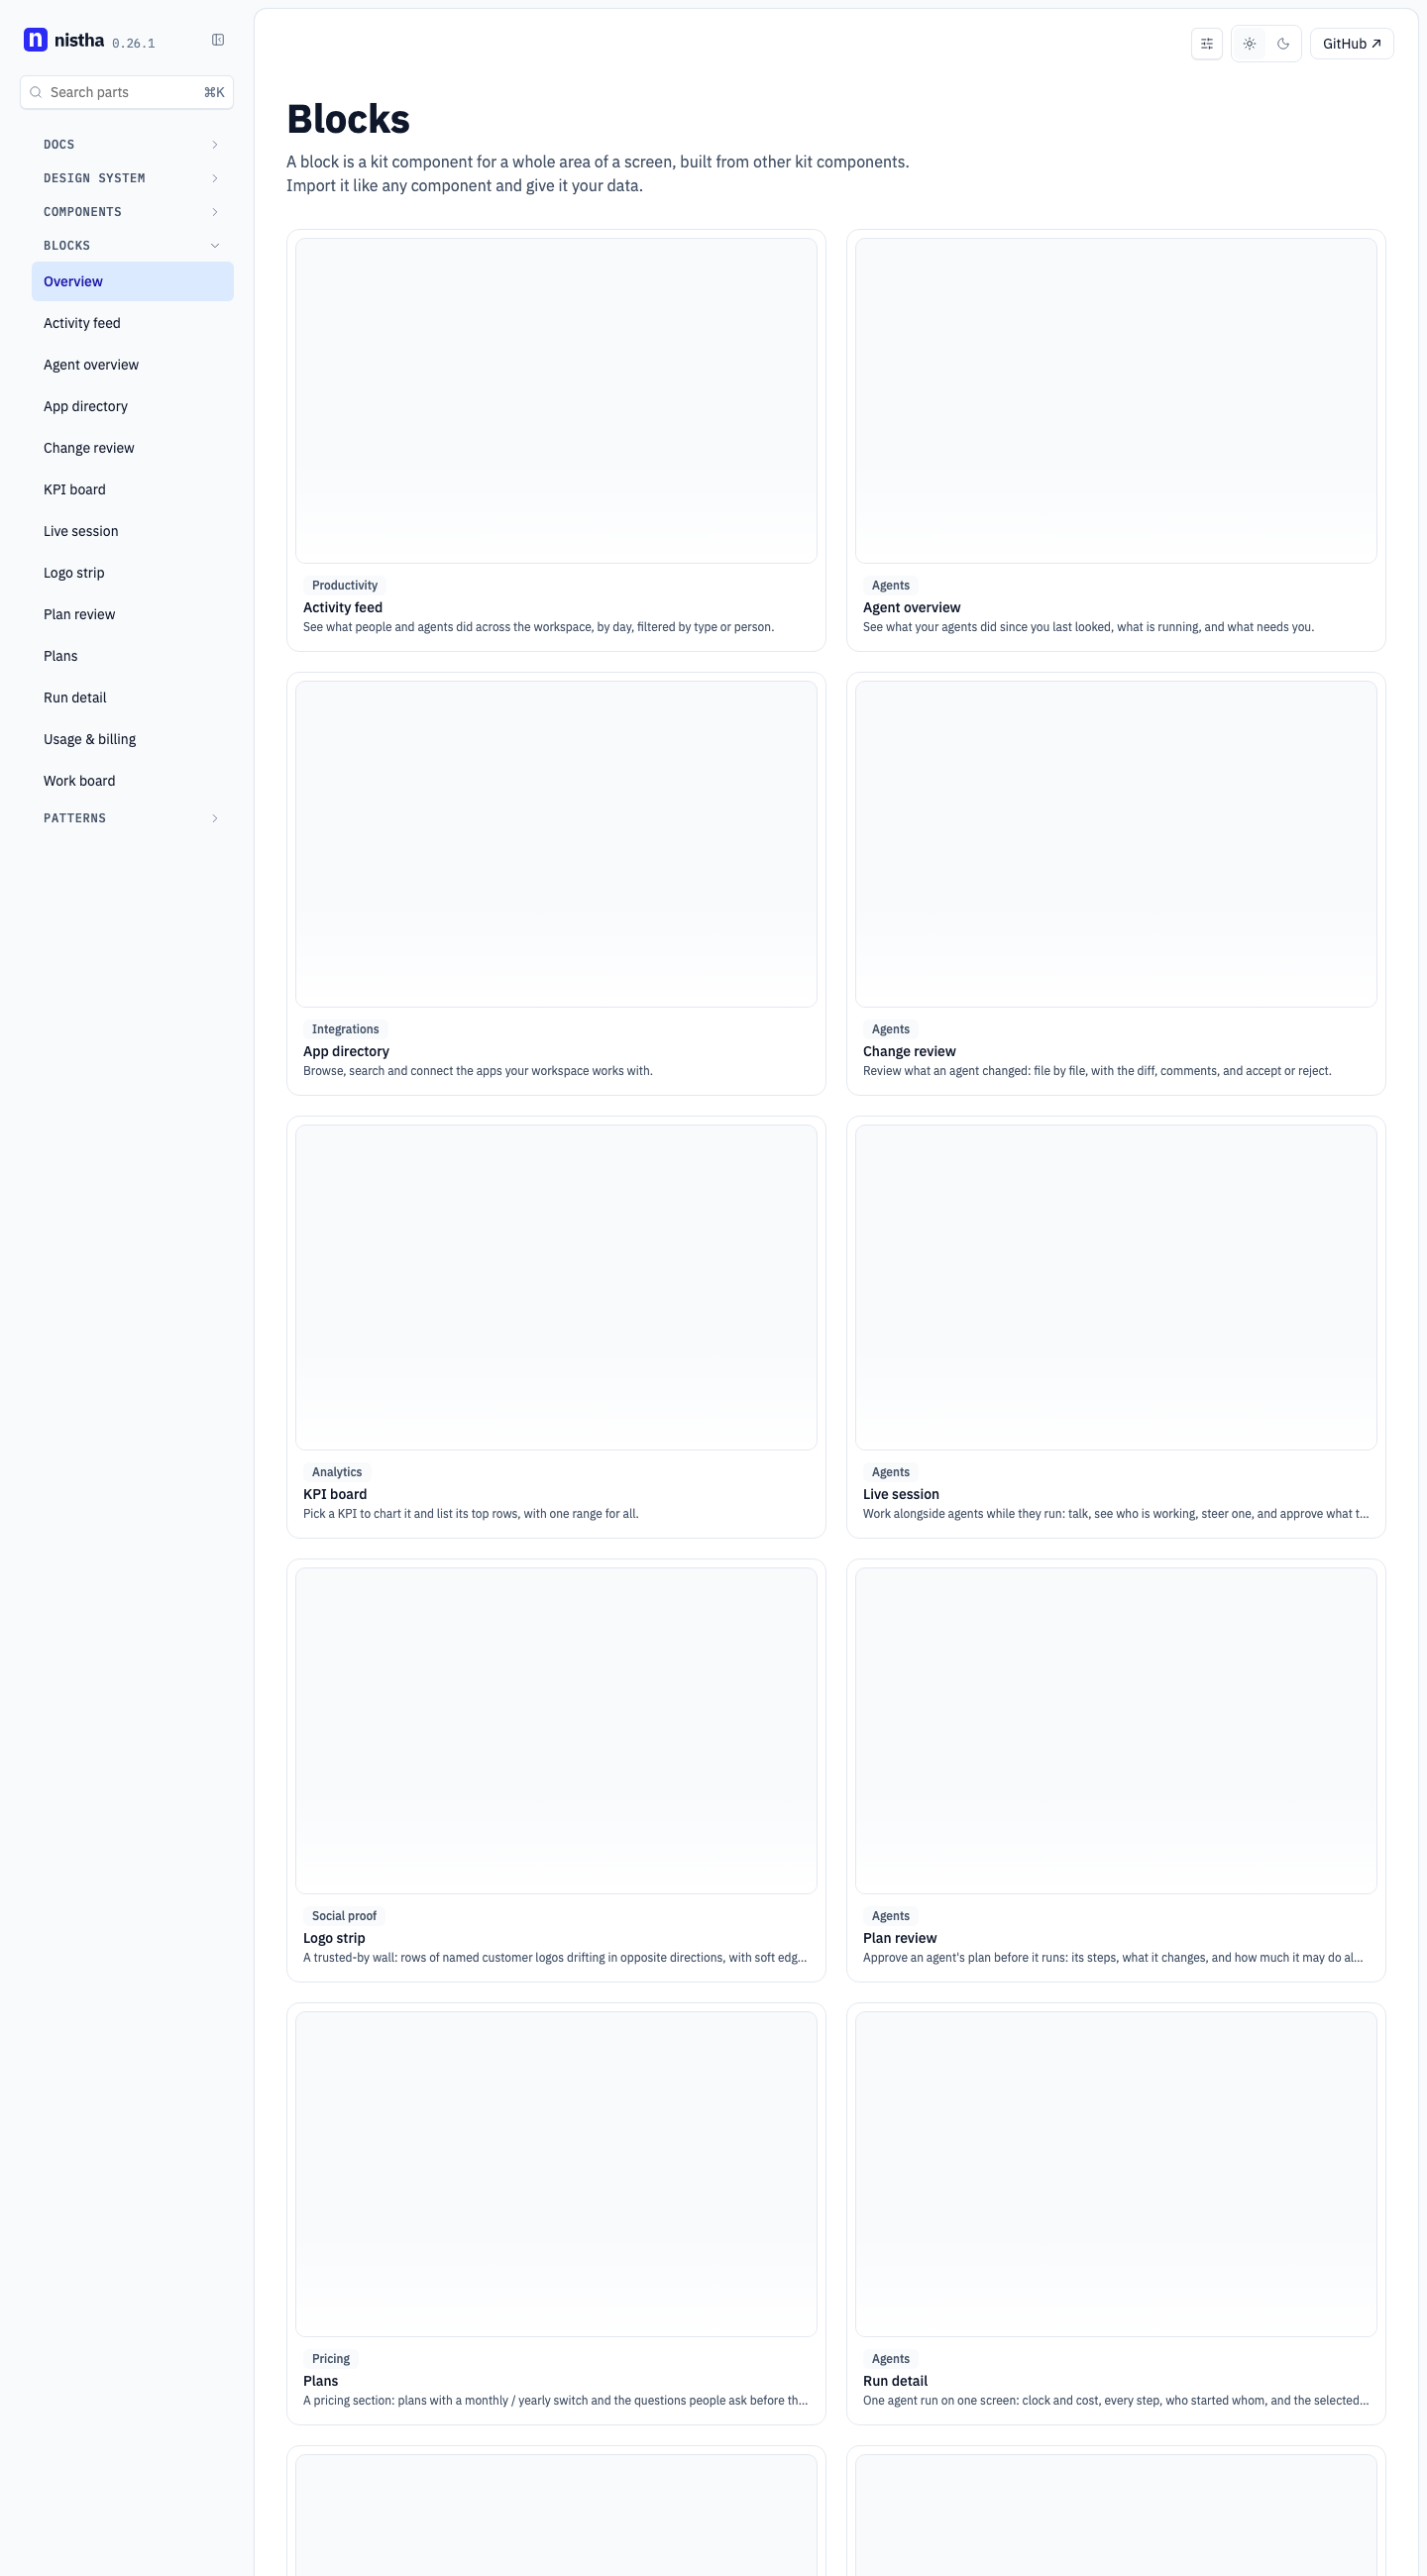 nistha 0.26.1
Search parts ⌘K
DOCS
DESIGN SYSTEM
COMPONENTS
BLOCKS
Overview
Activity feed
Agent overview
App directory
Change review
KPI board
Live session
Logo strip
Plan review
Plans
Run detail
Usage & billing
Work board
PATTERNS
GitHub
Blocks
A block is a kit component for a whole area of a screen, built from other kit components.
Import it like any component and give it your data.
Productivity
Activity feed
See what people and agents did across the workspace, by day, filtered by type or person.
Agents
Agent overview
See what your agents did since you last looked, what is running, and what needs you.
Integrations
App directory
Browse, search and connect the apps your workspace works with.
Agents
Change review
Review what an agent changed: file by file, with the diff, comments, and accept or reject.
Analytics
KPI board
Pick a KPI to chart it and list its top rows, with one range for all.
Agents
Live session
Work alongside agents while they run: talk, see who is working, steer one, and approve what t...
Social proof
Logo strip
A trusted-by wall: rows of named customer logos drifting in opposite directions, with soft edg...
Agents
Plan review
Approve an agent's plan before it runs: its steps, what it changes, and how much it may do al...
Pricing
Plans
A pricing section: plans with a monthly / yearly switch and the questions people ask before th...
Agents
Run detail
One agent run on one screen: clock and cost, every step, who started whom, and the selected...